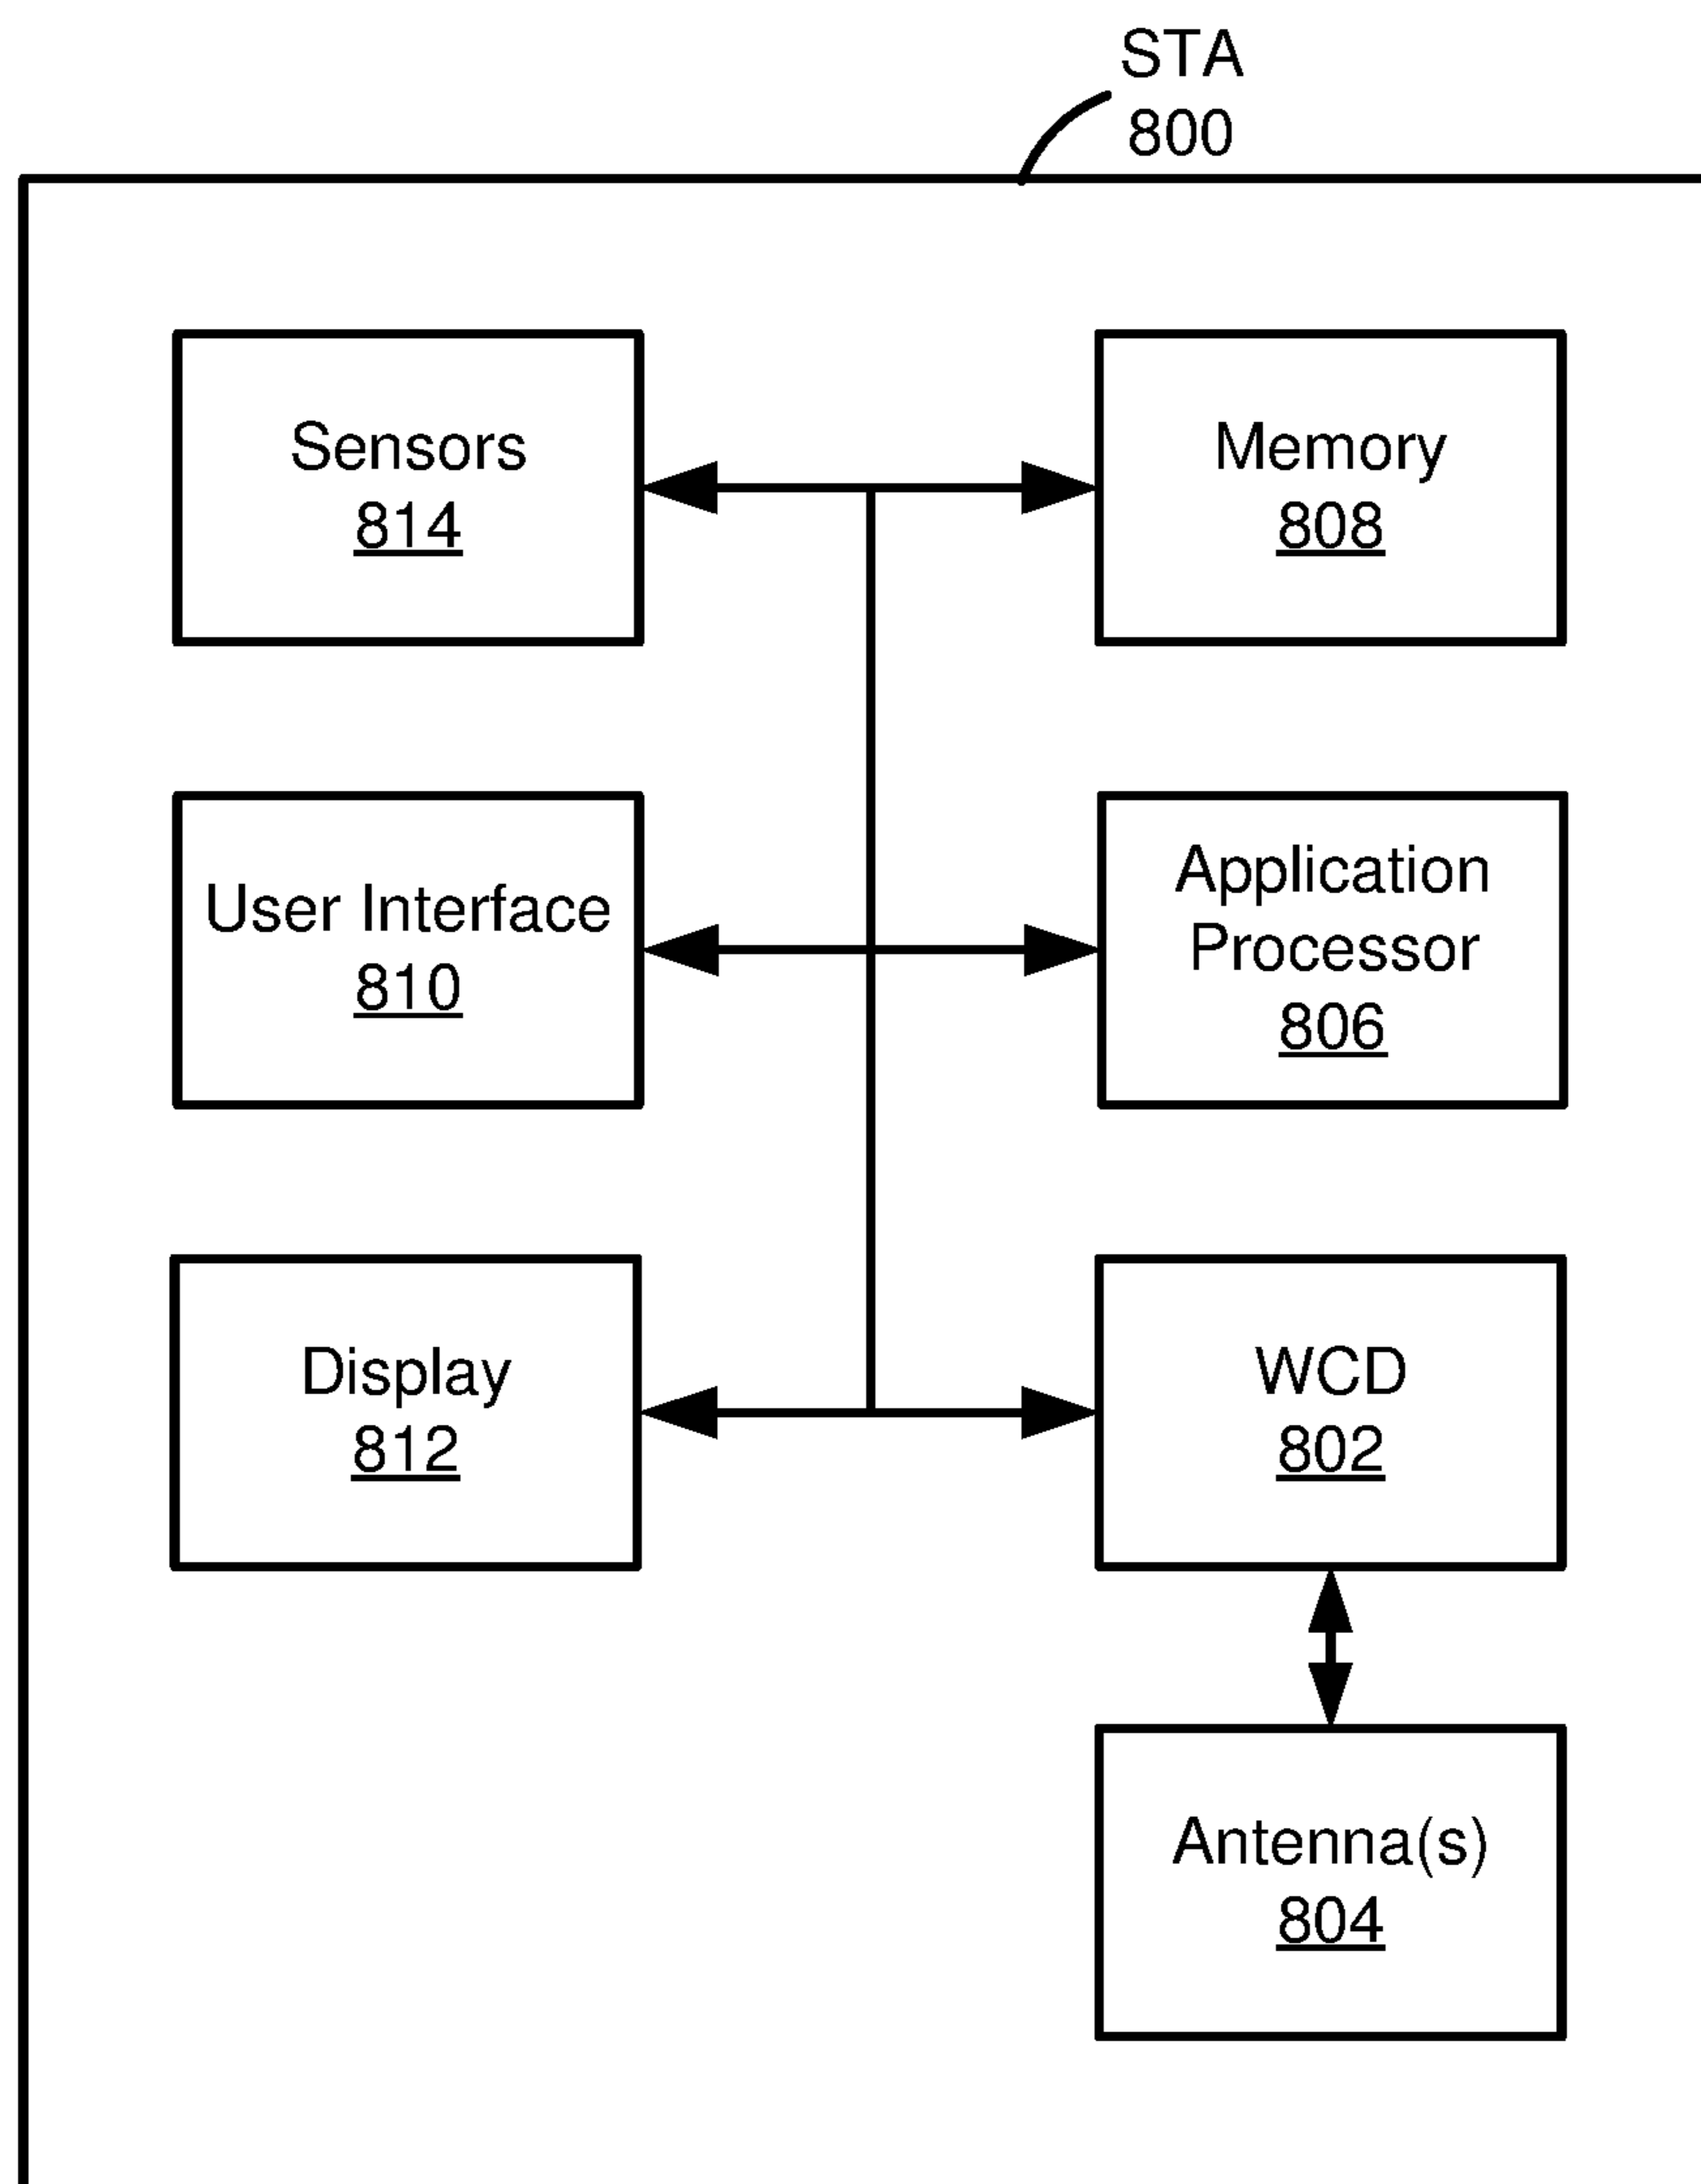 STA
800
Sensors
814
Memory
808
User Interface
810
Application
Processor
806
Display
812
WCD
802
Antenna(s)
804